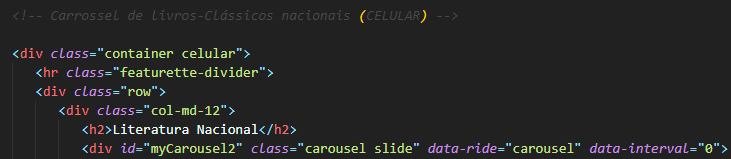 <!-- Carrossel de livros-Clássicos nacionais (CELULAR) -->
<div class="container celular">
<hr class="featurette-divider">
<div class="row">
<div class="col-md-12">
<h2>Literatura Nacional</h2>
<div id="myCarousel2" class="carousel slide" data-ride="carousel" data-interval="0">